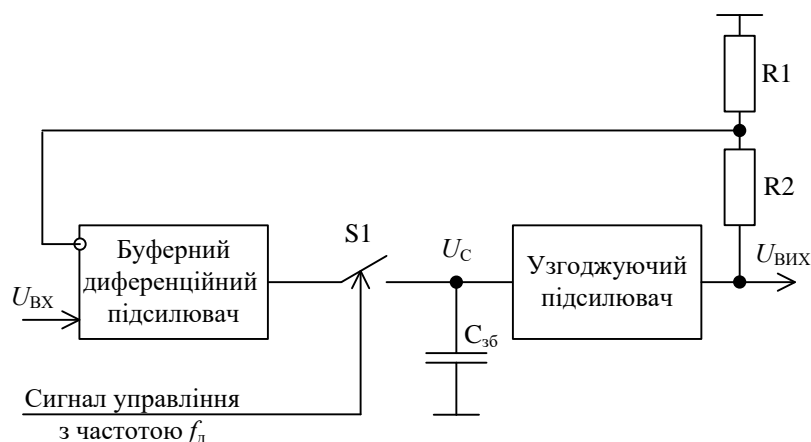 R1
R2
S1
U_C
U_ВИХ
Буферний
диференційний
підсилювач
Узгоджуючий
підсилювач
U_ВХ
C_зб
Сигнал управління
з частотою f_д